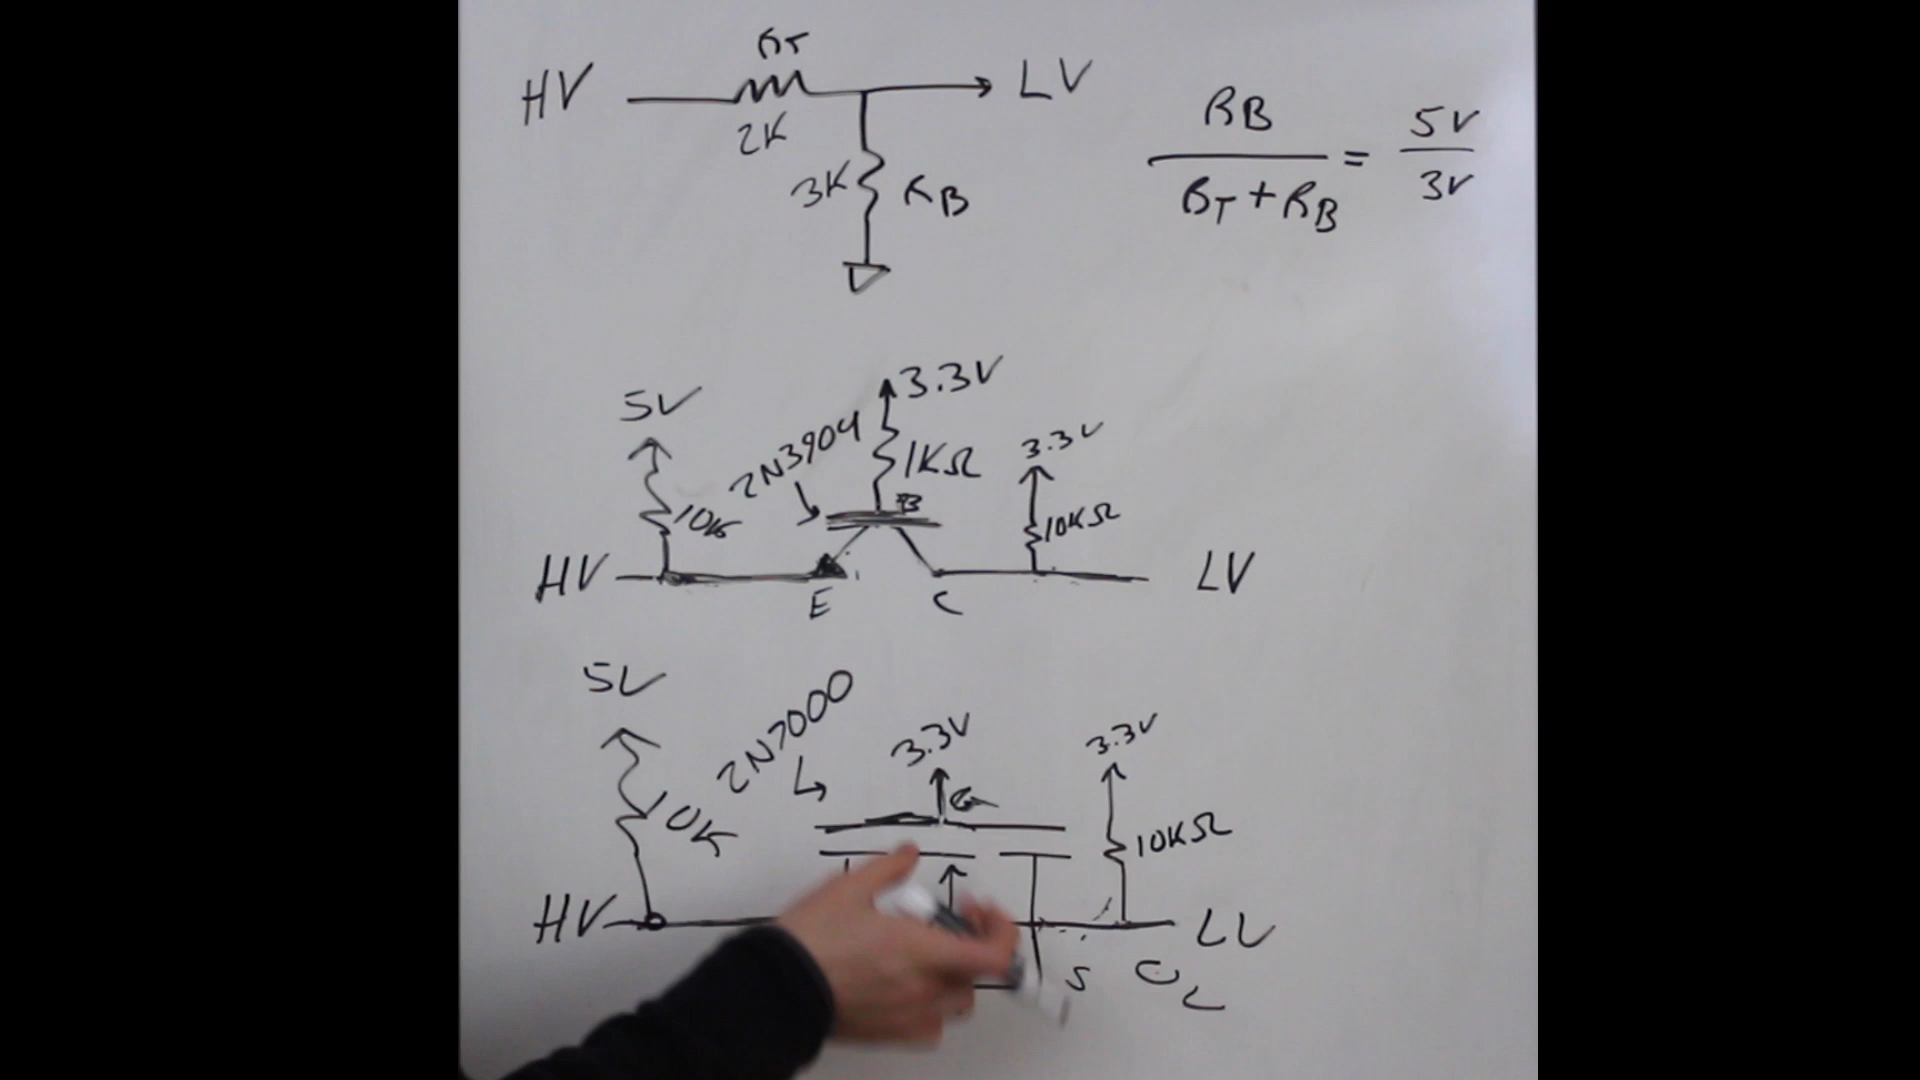 RT
HV
2K
LV
3K
RB
RB / RT + RB = 5V / 3V
5V
10K
2N3904
3.3V
1KΩ
B
3.3V
10KΩ
HV
E
C
LV
5V
10K
2N7000
3.3V
G
3.3V
10KΩ
HV
LV
S